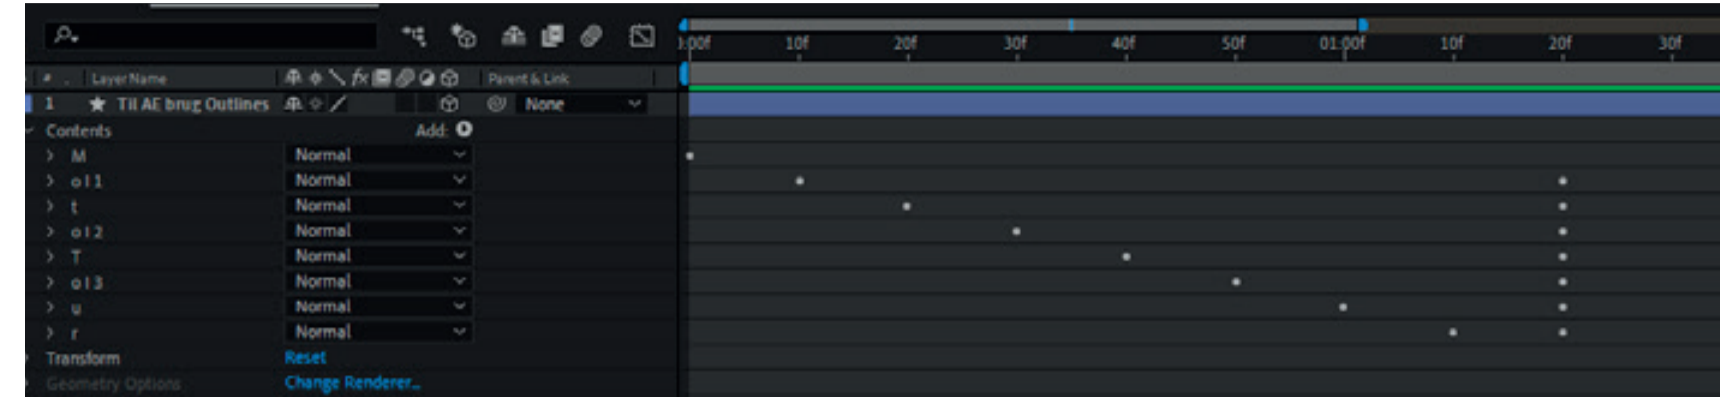 :00f 10f 20f 30f 40f 50f 01:00f 10f 20f 30f
# . Layer Name fx Parent & Link
1 Til AE brug Outlines None
Contents Add:
M Normal
o l 1 Normal
t Normal
o l 2 Normal
T Normal
o l 3 Normal
u Normal
r Normal
Transform Reset
Geometry Options Change Renderer...